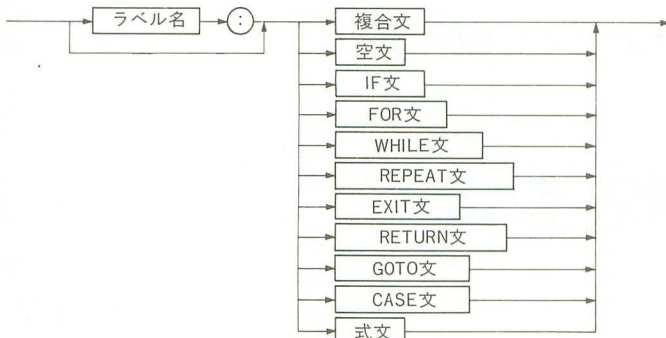 ラベル名 : 複合文
空文
IF文
FOR文
WHILE文
REPEAT文
EXIT文
RETURN文
GOTO文
CASE文
式文